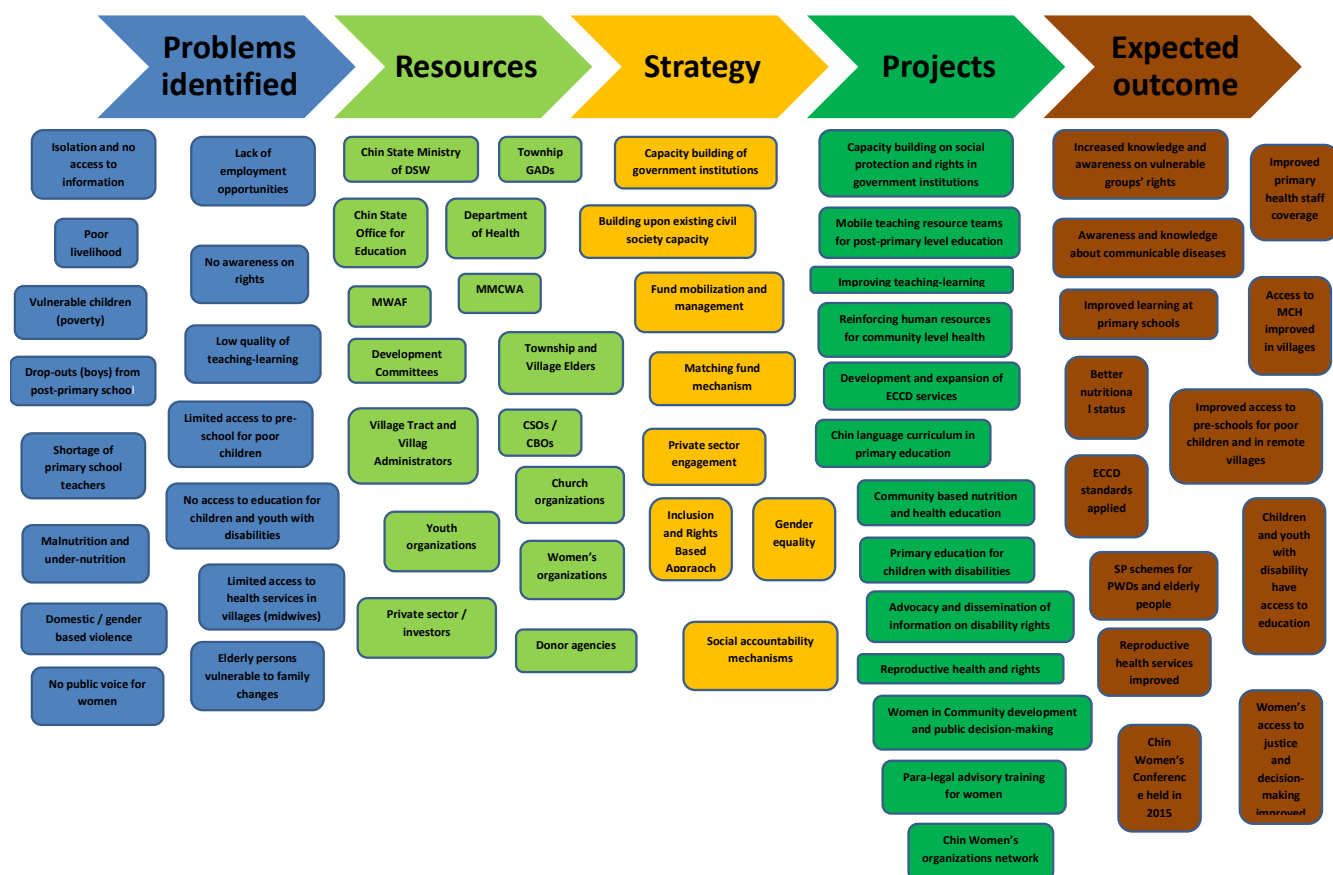 Problems
identified
Resources
Strategy
Projects
Expected
outcome
Isolation and no
access to
information
Poor
livelihood
Vulnerable children
(poverty)
Drop-outs (boys) from
post-primary school
Shortage of
primary school
teachers
Malnutrition and
under-nutrition
Domestic / gender
based violence
No public voice for
women
Lack of
employment
opportunities
No awareness on
rights
Low quality of
teaching-learning
Limited access to pre-
school for poor
children
No access to education for
children and youth with
disabilities
Limited access to
health services in
villages (midwives)
Elderly persons
vulnerable to family
changes
Chin State Ministry
of DSW
Townhip
GADs
Chin State
Office for
Education
Department
of Health
MWAF
MMCWA
Development
Committees
Township and
Village Elders
Village Tract and
Villag
Administrators
CSOs /
CBOs
Church
organizations
Youth
organizations
Women's
organizations
Private sector /
investors
Donor agencies
Capacity building of
government institutions
Building upon existing civil
society capacity
Fund mobilization and
management
Matching fund
mechanism
Private sector
engagement
Inclusion and
Rights
Based
Appraoch
Gender
equality
Social accountability
mechanisms
Capacity building on social
protection and rights in
government institutions
Mobile teaching resource teams
for post-primary level education
Improving teaching-learning
Reinforcing human resources
for community level health
Development and expansion of
ECCD services
Chin language curriculum in
primary education
Community based nutrition
and health education
Primary education for
children with disabilities
Advocacy and dissemination of
information on disability rights
Reproductive health and rights
Women in Community development
and public decision-making
Para-legal advisory training
for women
Chin Women's
organizations network
Increased knowledge and
awareness on vulnerable
groups' rights
Improved
primary
health staff
coverage
Awareness and knowledge
about communicable diseases
Improved learning at
primary schools
Access to
MCH
improved
in villages
Better
nutritiona
l status
Improved access to
pre-schools for poor
children and in remote
villages
ECCD
standards
applied
Children
and youth
with
disability
have
access to
education
SP schemes for
PWDs and elderly
people
Reproductive
health services
improved
Chin
Women's
Conferenc
e held in
2015
Women's
access to
justice
and
decision-
making
improved